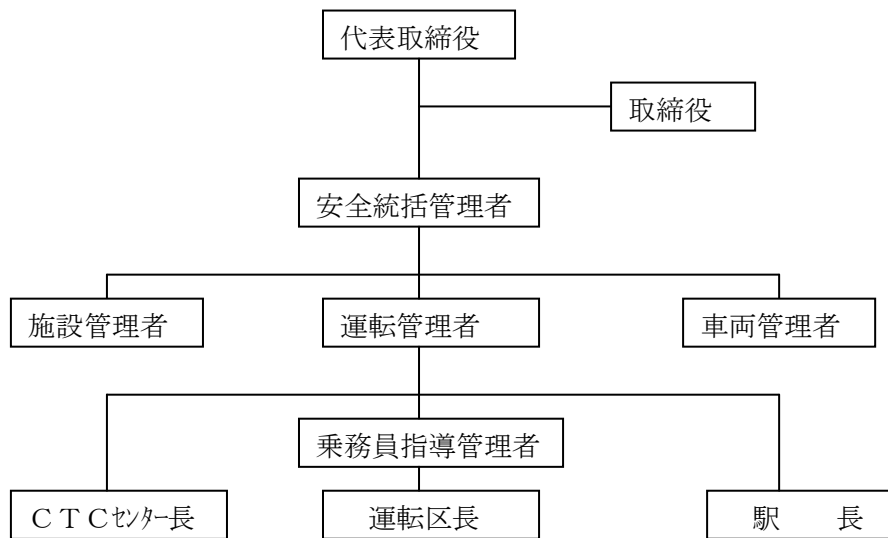 代表取締役
取締役
安全統括管理者
施設管理者
運転管理者
車両管理者
乗務員指導管理者
ＣＴＣｾﾝﾀｰ長
運転区長
駅　　長